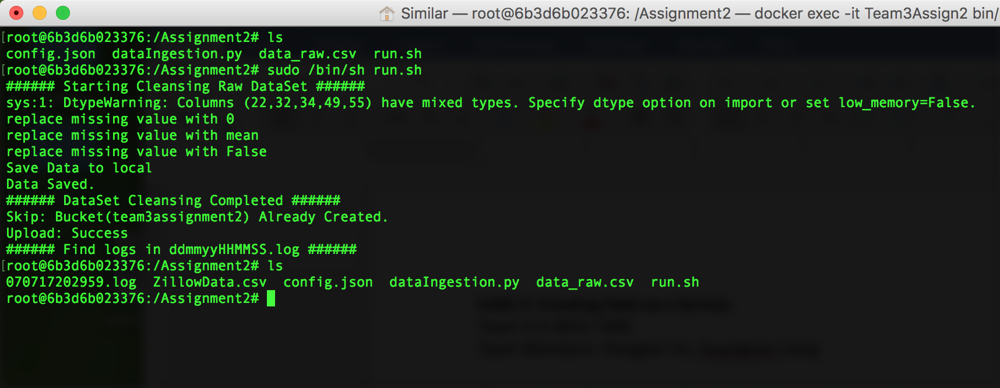 Similar — root@6b3d6b023376: /Assignment2 — docker exec -it Team3Assign2 bin/
[root@6b3d6b023376:/Assignment2# ls
config.json  dataIngestion.py  data_raw.csv  run.sh
[root@6b3d6b023376:/Assignment2# sudo /bin/sh run.sh
###### Starting Cleansing Raw DataSet ######
sys:1: DtypeWarning: Columns (22,32,34,49,55) have mixed types. Specify dtype option on import or set low_memory=False.
replace missing value with 0
replace missing value with mean
replace missing value with False
Save Data to local
Data Saved.
###### DataSet Cleansing Completed ######
Skip: Bucket(team3assignment2) Already Created.
Upload: Success
###### Find logs in ddmmyyHHMMSS.log ######
[root@6b3d6b023376:/Assignment2# ls
070717202959.log  ZillowData.csv  config.json  dataIngestion.py  data_raw.csv  run.sh
root@6b3d6b023376:/Assignment2#